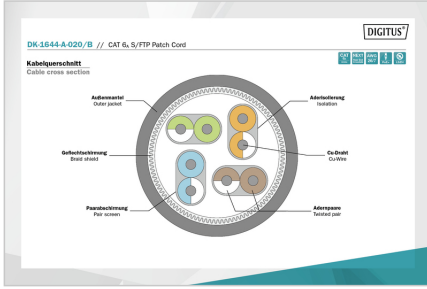 DIGITUS®
DK-1644-A-020/B // CAT 6A S/FTP Patch Cord
Kabelquerschnitt
Cable cross section
Außenmantel
Outer jacket
Aderisolierung
Isolation
Geflechtschirmung
Braid shield
Cu-Draht
Cu-Wire
Paarabschirmung
Pair screen
Adernpaare
Twisted pair